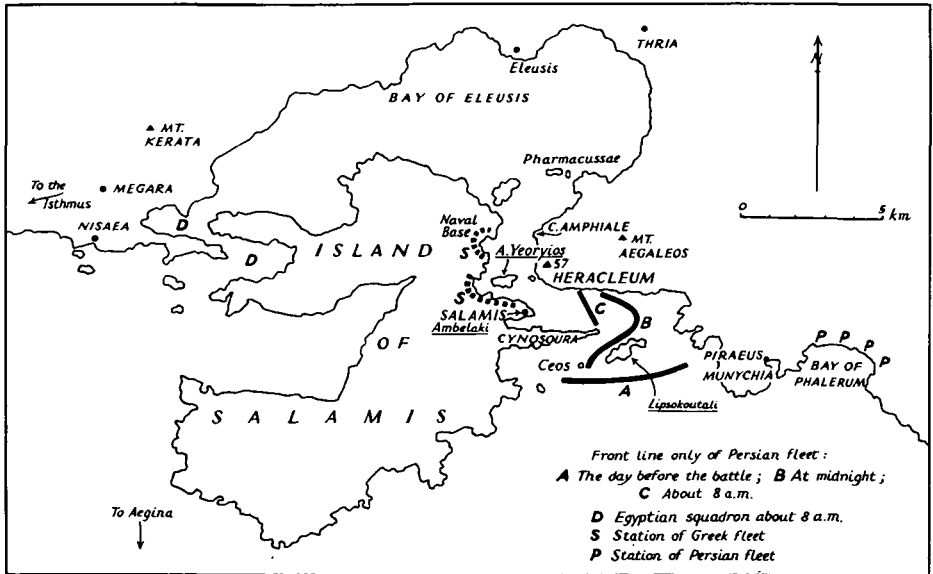 THRIA
Eleusis
BAY OF ELEUSIS
MT.
KERATA
Pharmacussae
To the
Isthmus
MEGARA
NISAEA
D
D
Naval
Base
S
C. AMPHIALE
MT.
AEGALEOS
A. Yeoryios
57
HERACLEUM
ISLAND
S
SALAMIS
Ambelaki
C
B
CYNOSOURA
OF
Ceos
A
Lipsokoutali
PIRAEUS
MUNYCHIA
P P P P
BAY OF
PHALERUM
SALAMIS
To Aegina
N
0 5
km
Front line only of Persian fleet :
A The day before the battle ; B At midnight ;
C About 8 a.m.
D Egyptian squadron about 8 a.m.
S Station of Greek fleet
P Station of Persian fleet